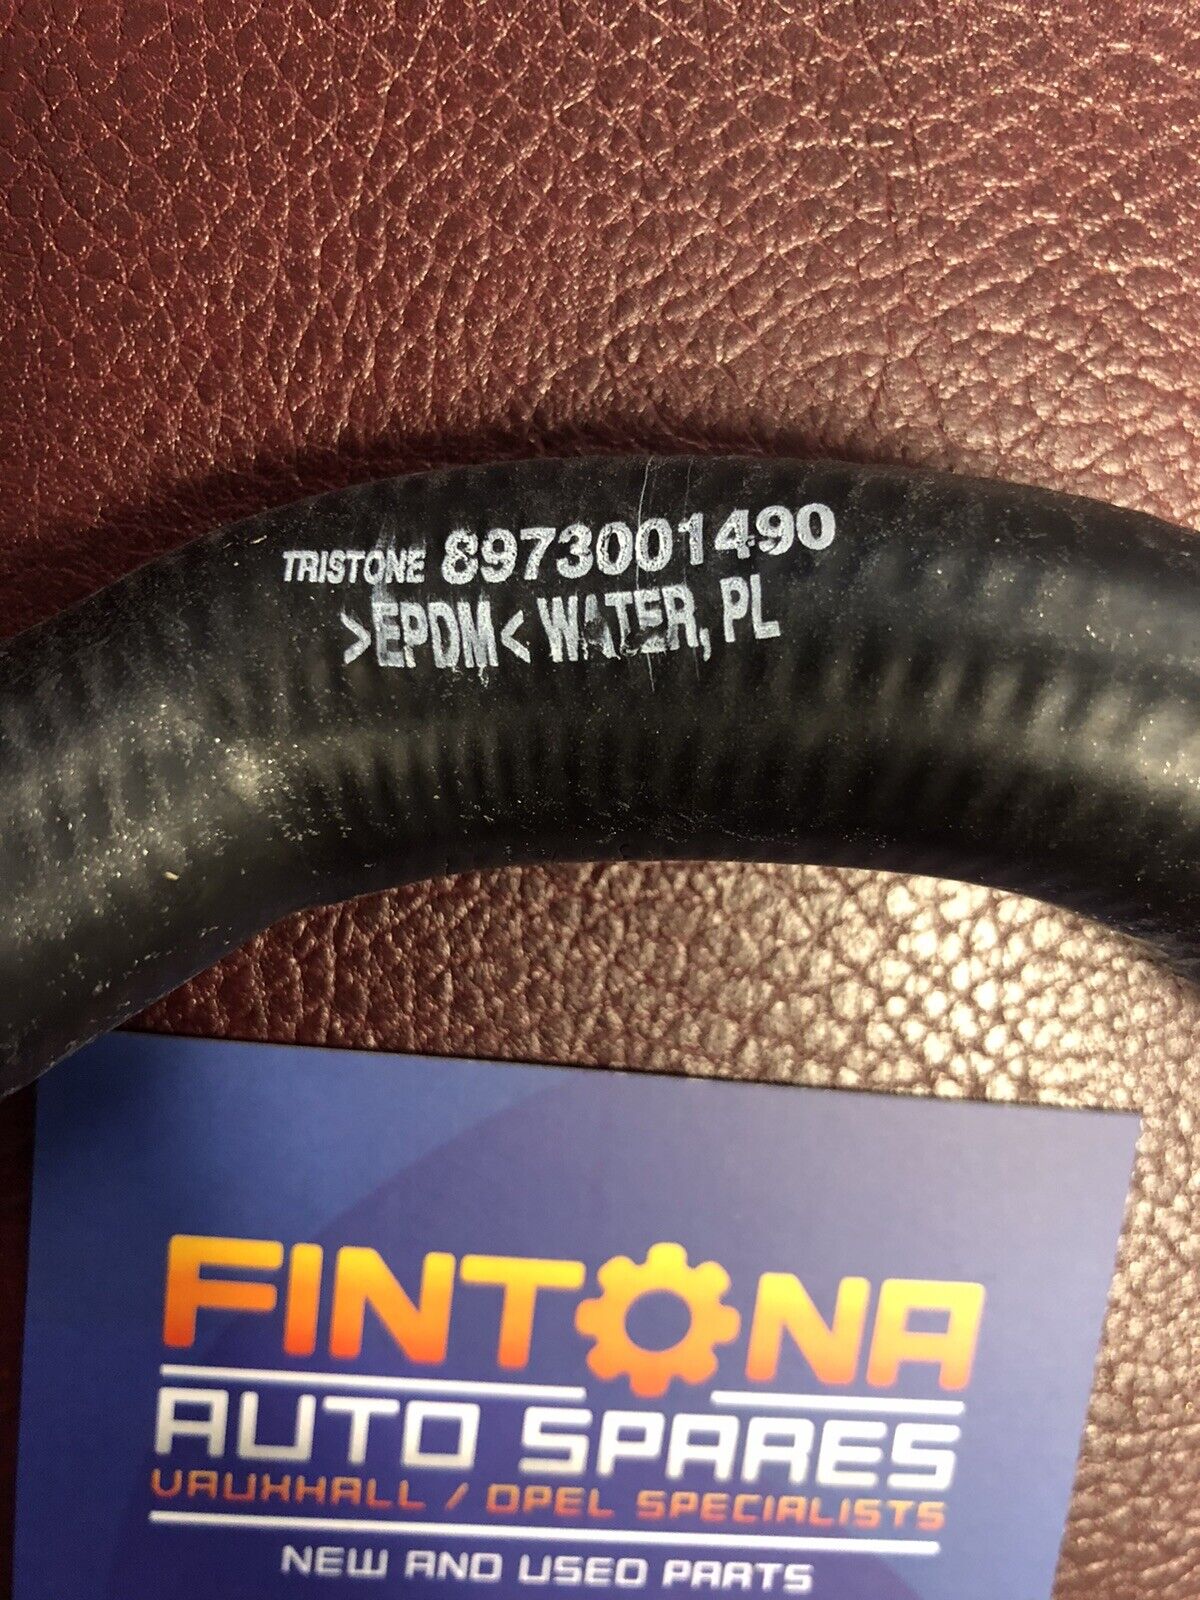 TRISTONE 8973001490
>EPDM< WATER, PL
FINTONA
AUTO SPARES
VAUXHALL / OPEL SPECIALISTS
NEW AND USED PARTS